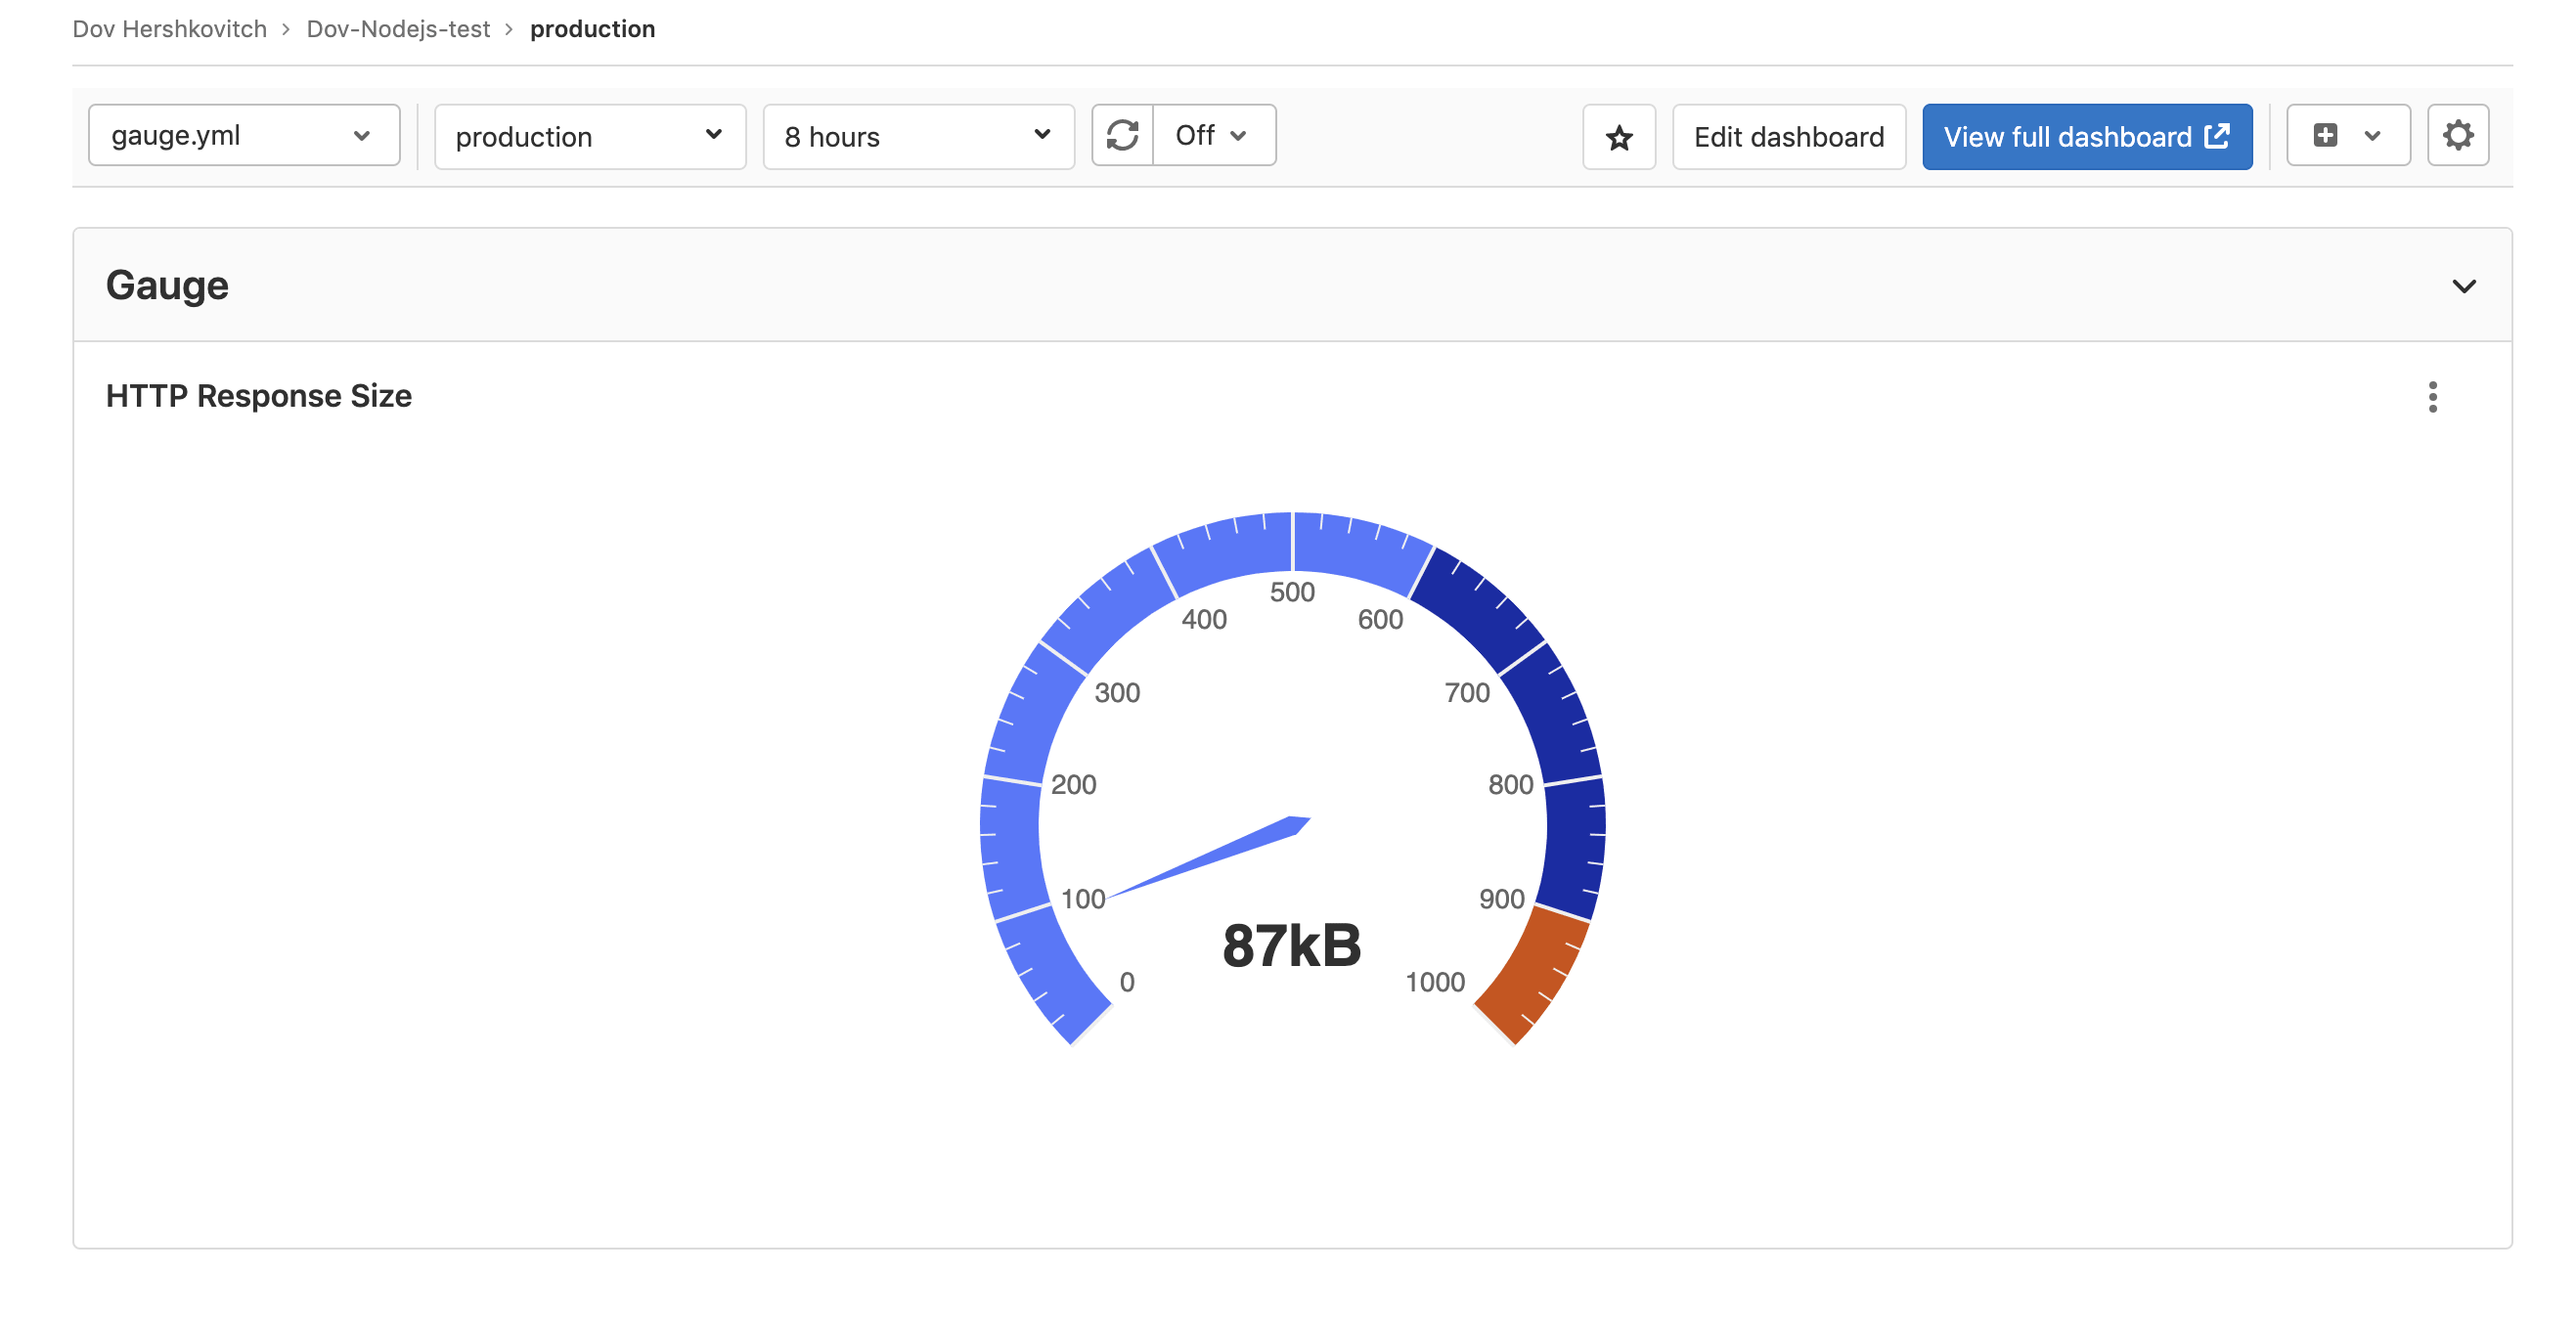 Dov Hershkovitch > Dov-Nodejs-test > production
gauge.yml production 8 hours Off Edit dashboard View full dashboard
Gauge
HTTP Response Size
500
400 600
300 700
200 800
100 900
87kB
0 1000